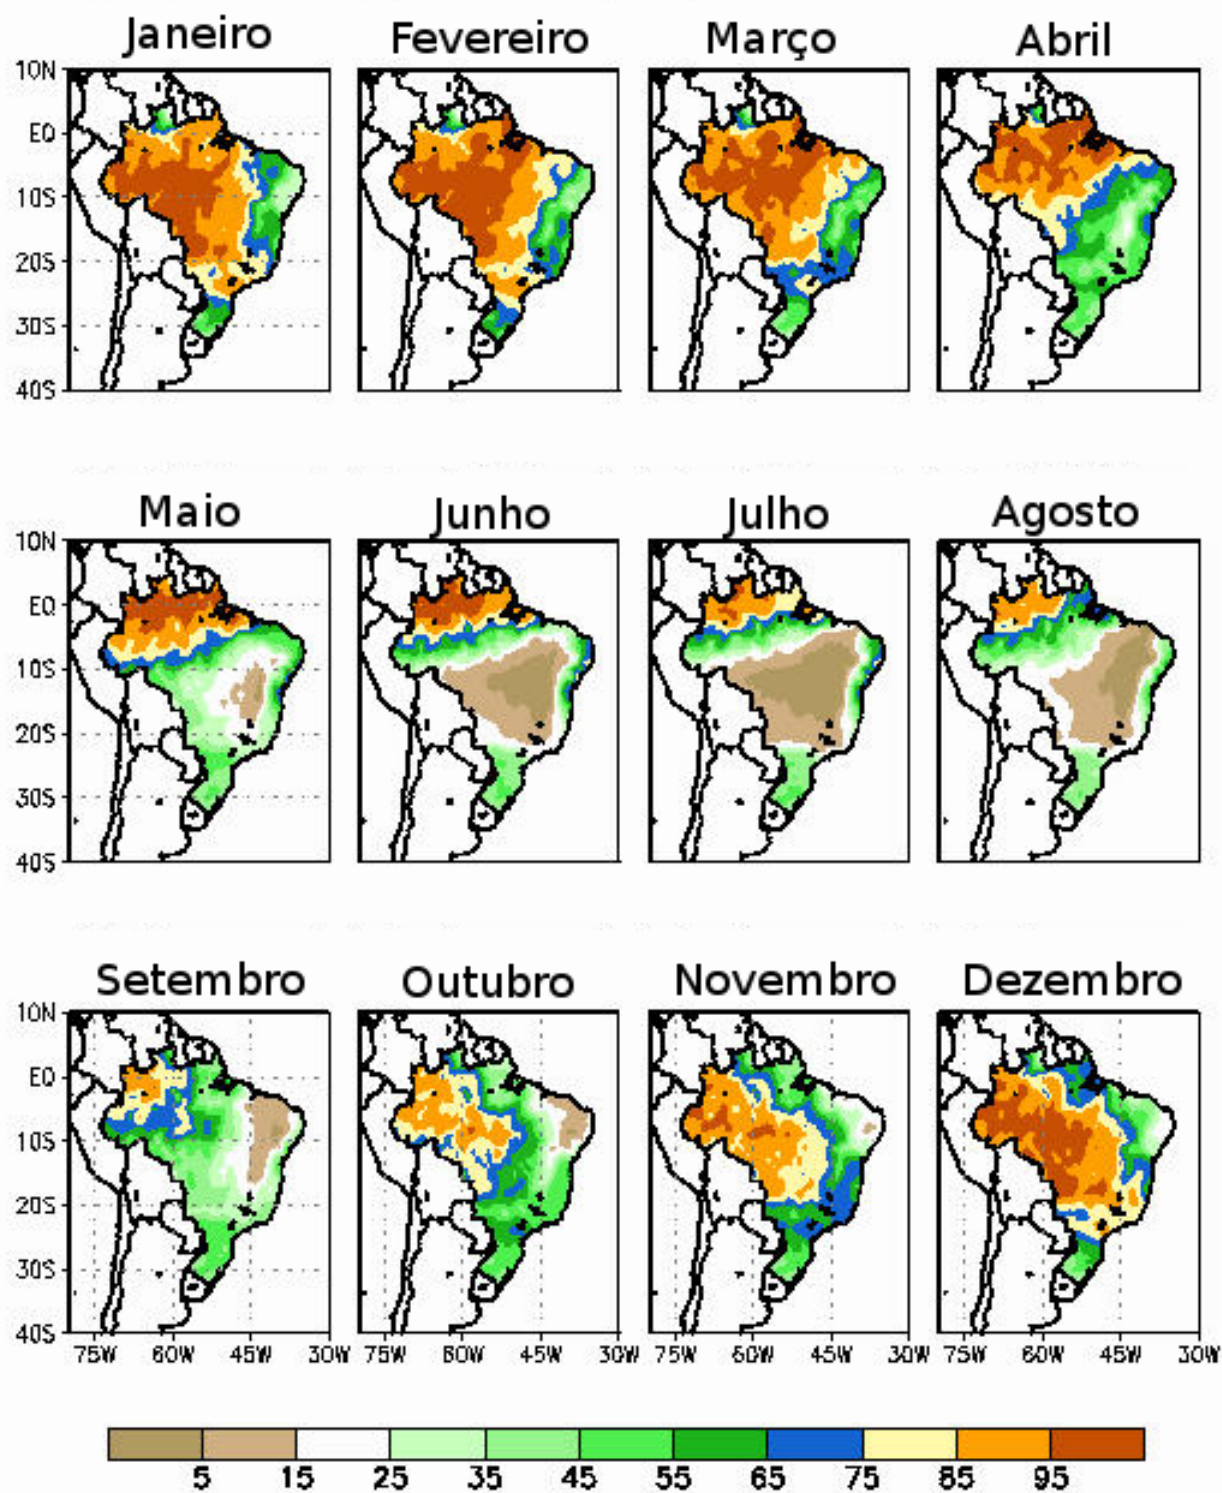 Janeiro Fevereiro Março Abril
10N
EQ
10S
20S
30S
40S
Maio Junho Julho Agosto
10N
EQ
10S
20S
30S
40S
Setembro Outubro Novembro Dezembro
10N
EQ
10S
20S
30S
40S
75W 60W 45W 30W 75W 60W 45W 30W 75W 60W 45W 30W 75W 60W 45W 30W
5 15 25 35 45 55 65 75 85 95